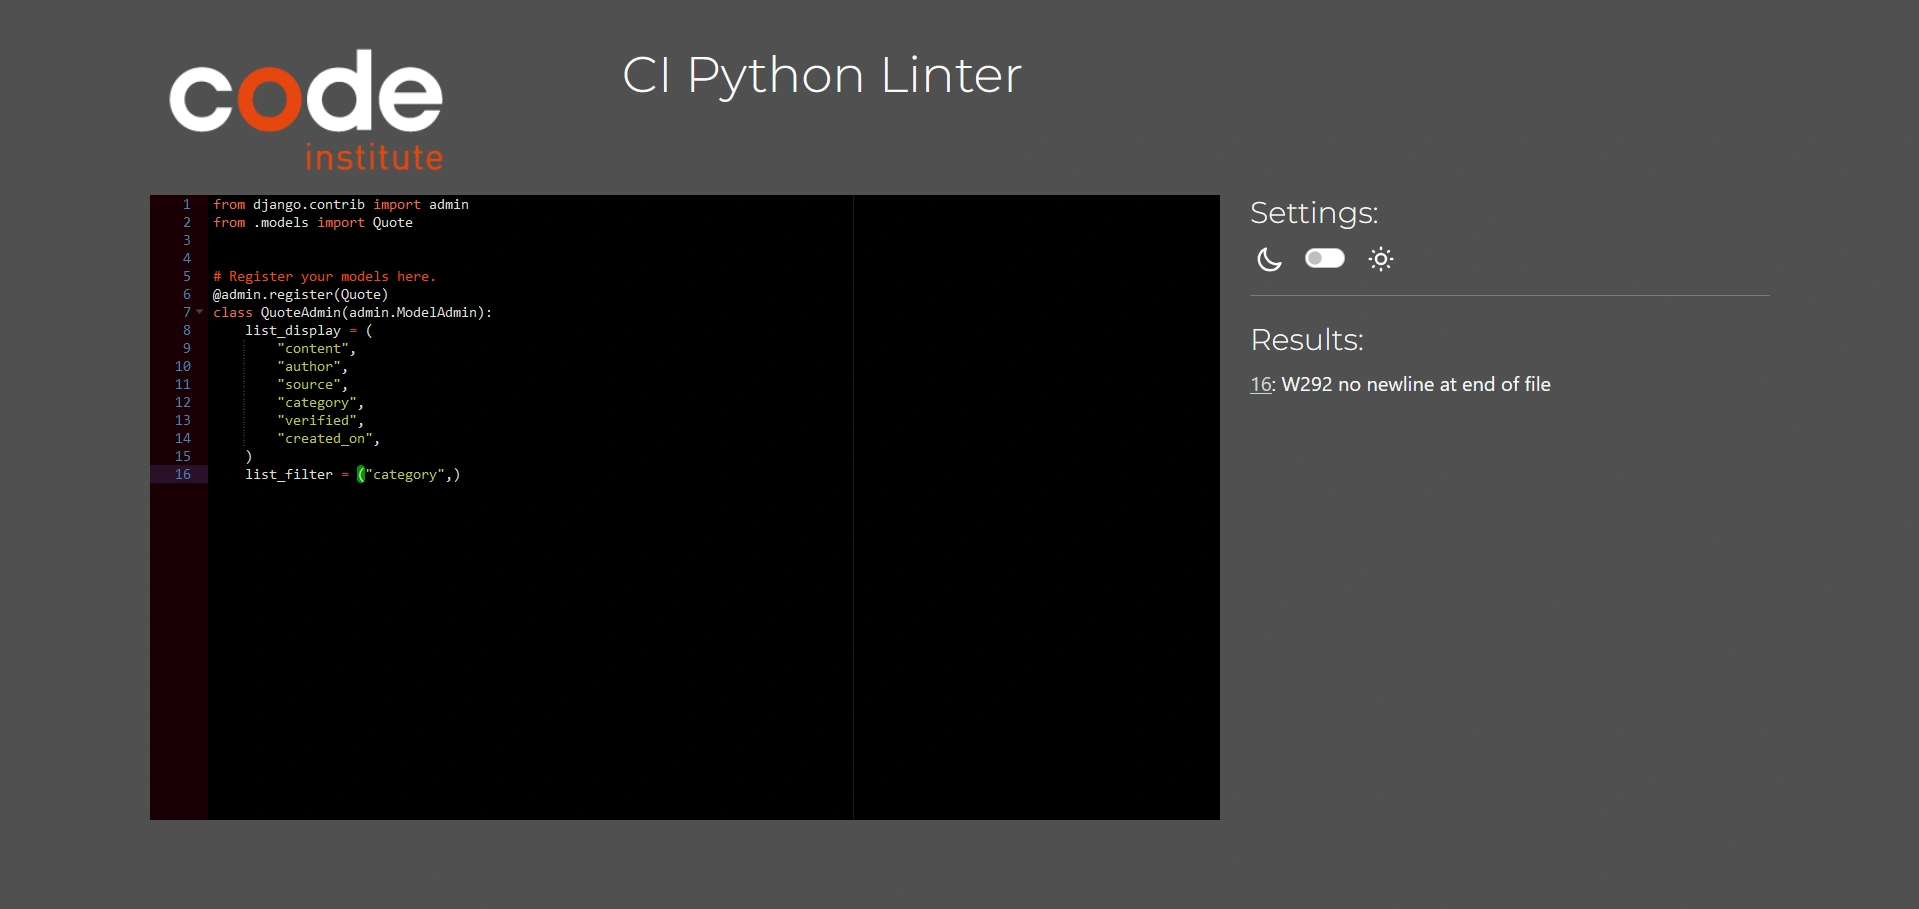 code
institute
CI Python Linter
1 from django.contrib import admin
2 from .models import Quote
3
4
5 # Register your models here.
6 @admin.register(Quote)
7 class QuoteAdmin(admin.ModelAdmin):
8     list_display = (
9         "content",
10         "author",
11         "source",
12         "category",
13         "verified",
14         "created_on",
15     )
16     list_filter = ("category",)
Settings:
Results:
16: W292 no newline at end of file